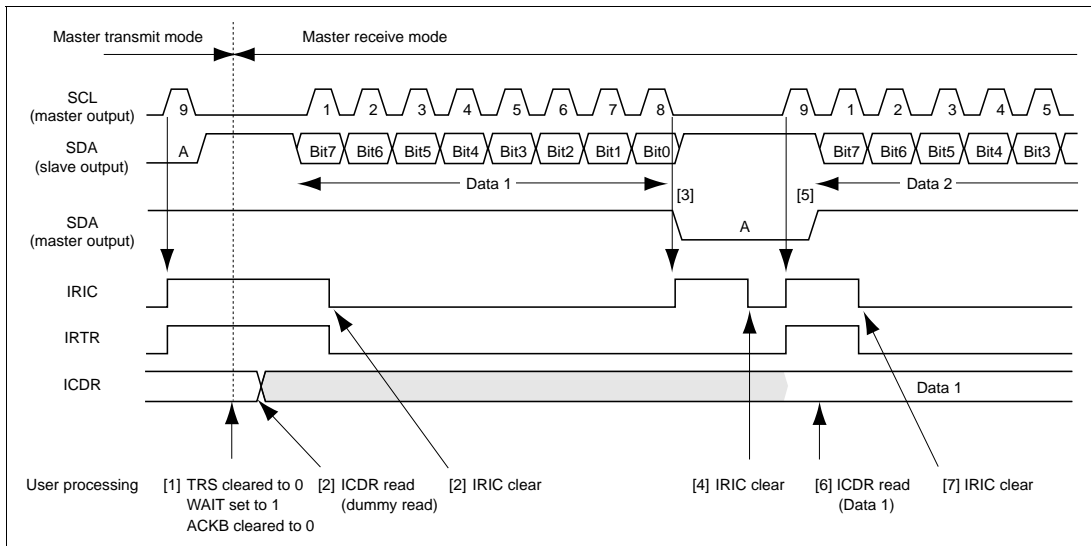 Master transmit mode
Master receive mode
SCL
(master output)
9 1 2 3 4 5 6 7 8 9 1 2 3 4 5
SDA
(slave output)
A Bit7 Bit6 Bit5 Bit4 Bit3 Bit2 Bit1 Bit0 Bit7 Bit6 Bit5 Bit4 Bit3
Data 1 [3] [5] Data 2
SDA
(master output)
A
IRIC
IRTR
ICDR
Data 1
User processing
[1] TRS cleared to 0
WAIT set to 1
ACKB cleared to 0
[2] ICDR read
(dummy read)
[2] IRIC clear
[4] IRIC clear
[6] ICDR read
(Data 1)
[7] IRIC clear